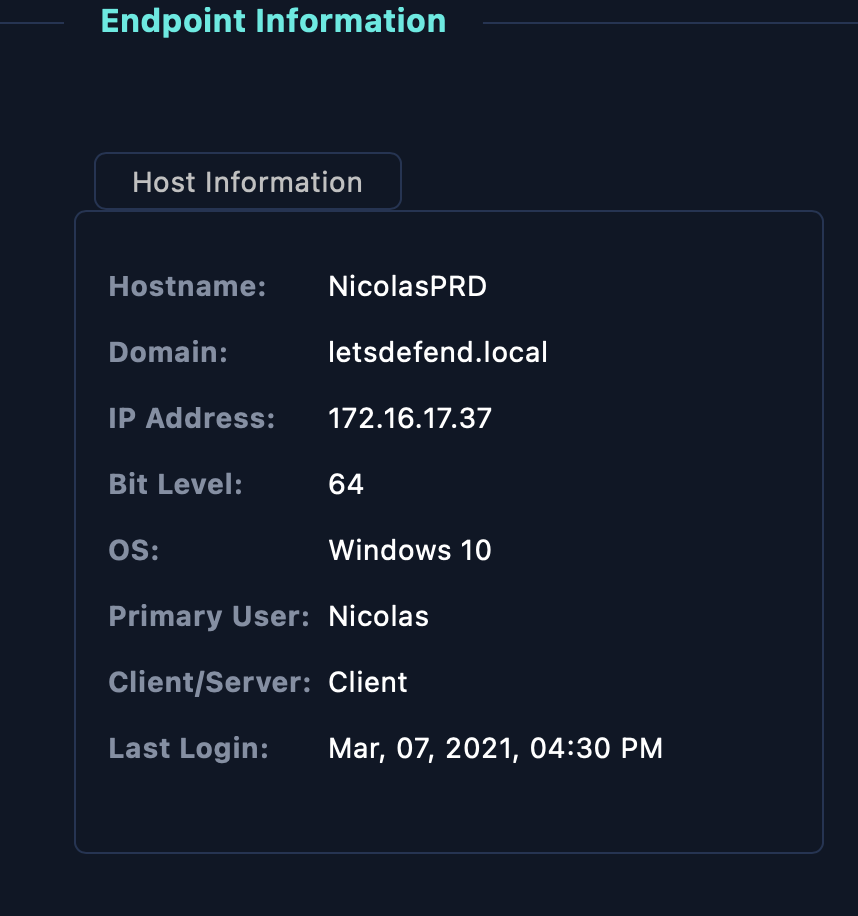 Endpoint Information
Host Information
Hostname: NicolasPRD
Domain: letsdefend.local
IP Address: 172.16.17.37
Bit Level: 64
OS: Windows 10
Primary User: Nicolas
Client/Server: Client
Last Login: Mar, 07, 2021, 04:30 PM